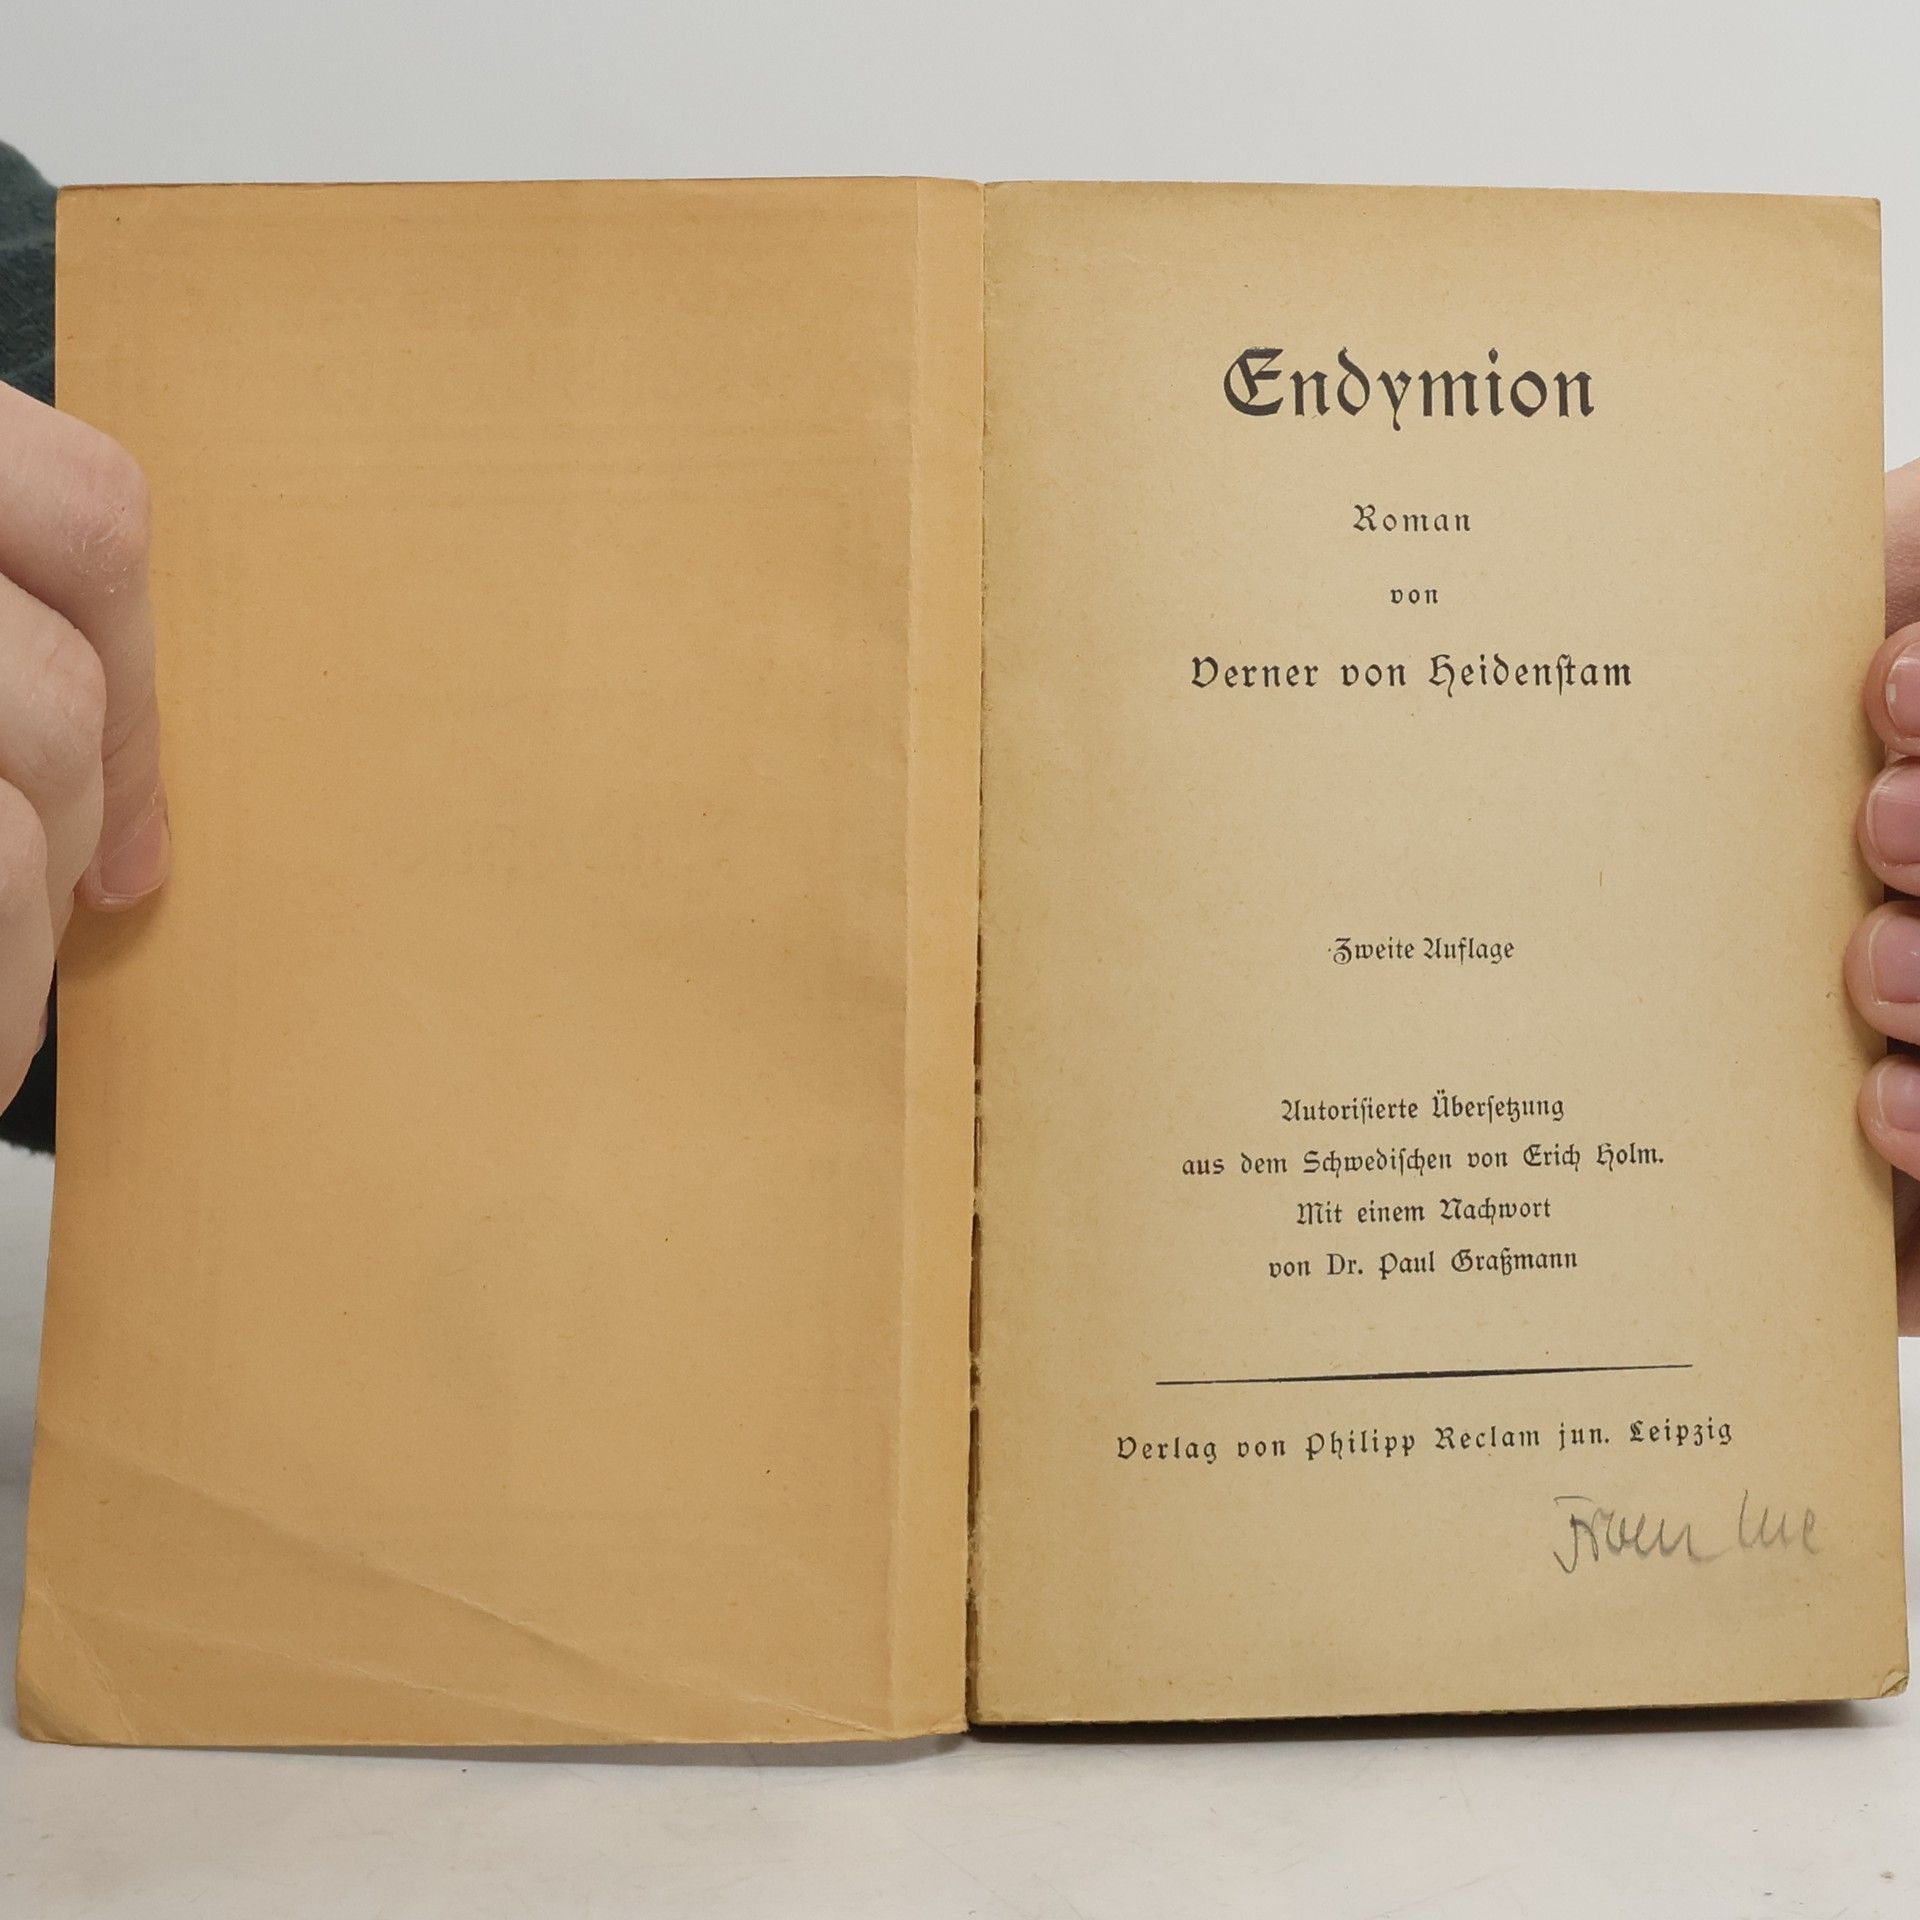 Endymion
Roman
von
Verner von Heidenstam
Zweite Auflage
Autorisierte Übersetzung
aus dem Schwedischen von Erich Holm.
Mit einem Nachwort
von Dr. Paul Graßmann
Verlag von Philipp Reclam jun. Leipzig